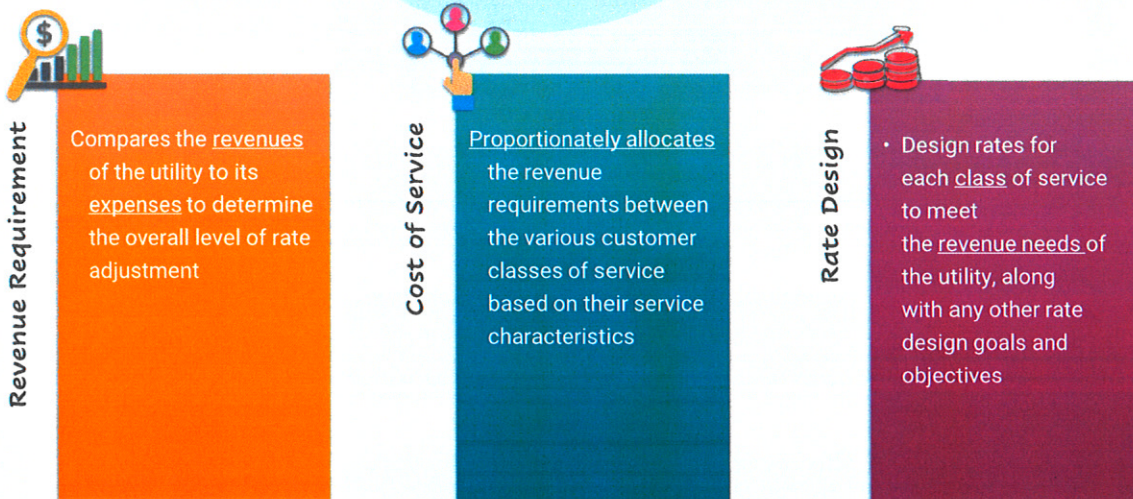 $
Revenue Requirement
Compares the revenues
of the utility to its
expenses to determine
the overall level of rate
adjustment
Cost of Service
Proportionately allocates
the revenue
requirements between
the various customer
classes of service
based on their service
characteristics
Rate Design
• Design rates for
each class of service
to meet
the revenue needs of
the utility, along
with any other rate
design goals and
objectives